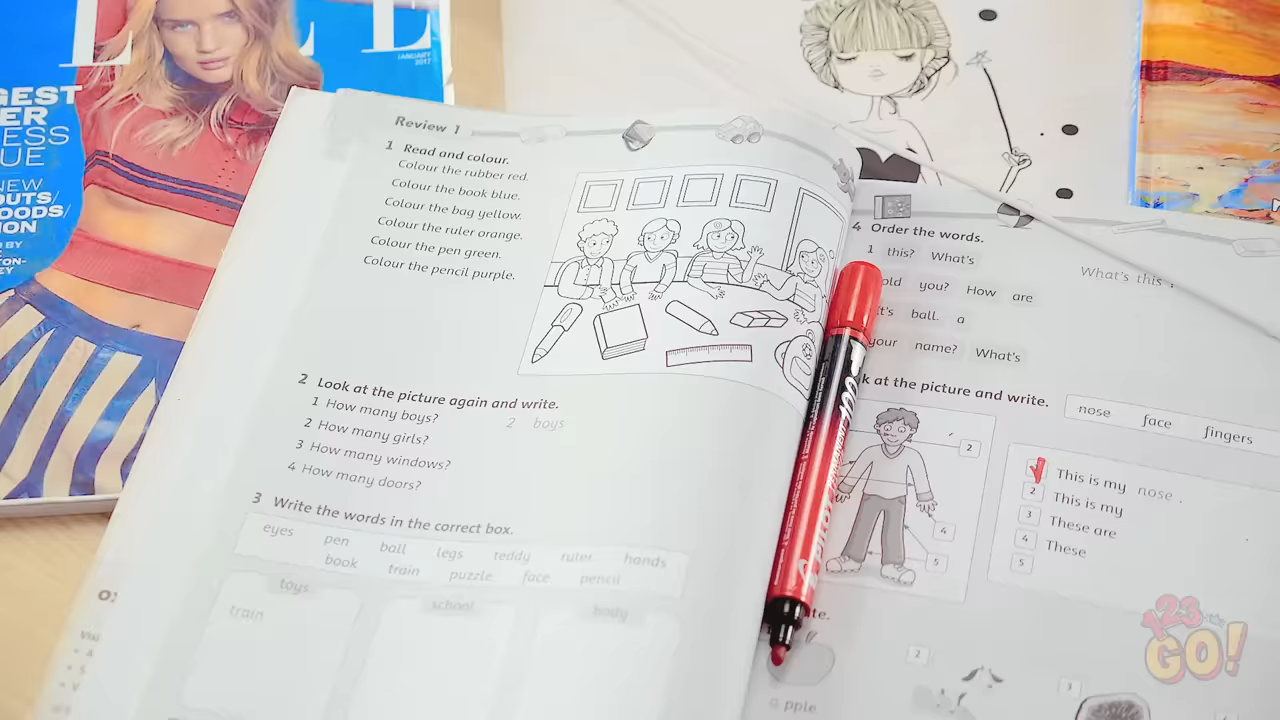 ELLE
JANUARY
2017
NEW
Review 1
1 Read and colour.
Colour the rubber red.
Colour the book blue.
Colour the bag yellow.
Colour the ruler orange.
Colour the pen green.
Colour the pencil purple.
2 Look at the picture again and write.
1 How many boys? 2 boys
2 How many girls?
3 How many windows?
4 How many doors?
3 Write the words in the correct box.
eyes pen ball legs teddy ruler hands
book train puzzle face pencil
toys school body
train
4 Order the words.
1 this? What's What's this
you? How are
ball. a
your name? What's
at the picture and write.
nose face fingers
2
4
5
This is my nose.
2 This is my
3 These are
4 These
5
2
3
123
GO!